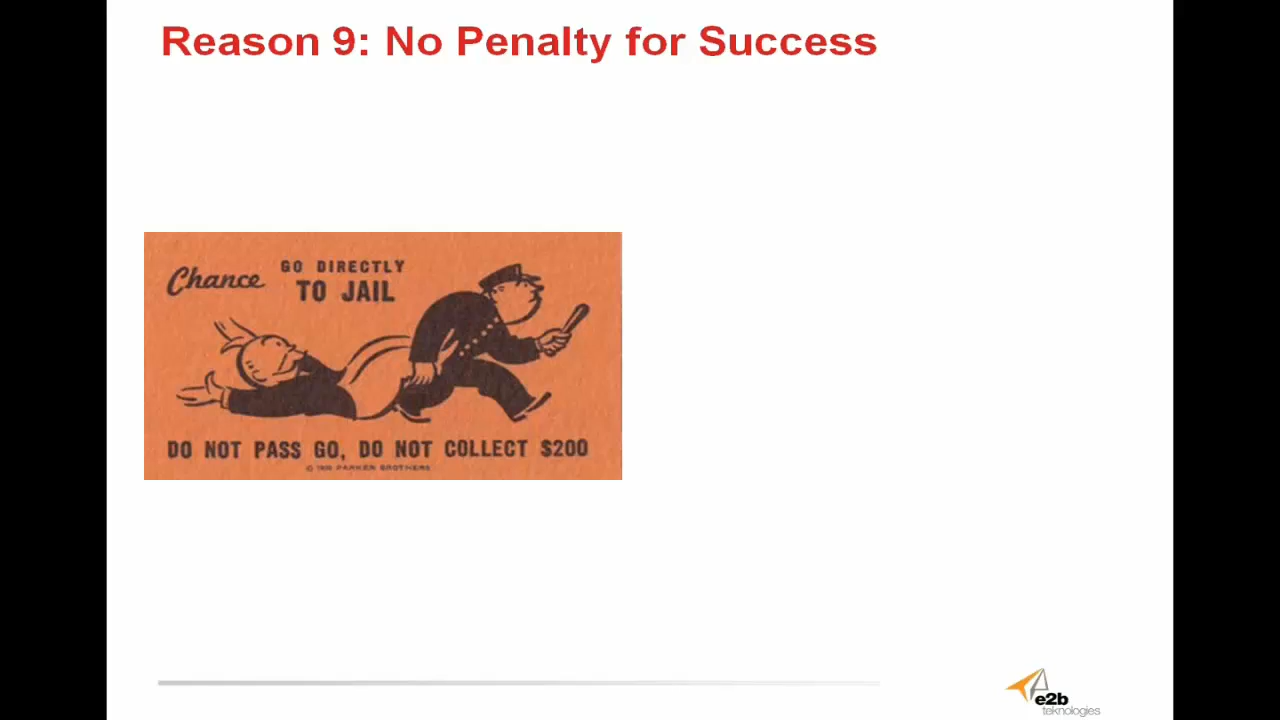 Reason 9: No Penalty for Success
Chance
GO DIRECTLY
TO JAIL
DO NOT PASS GO, DO NOT COLLECT $200
© PARKER BROTHERS
e2b
teknologies